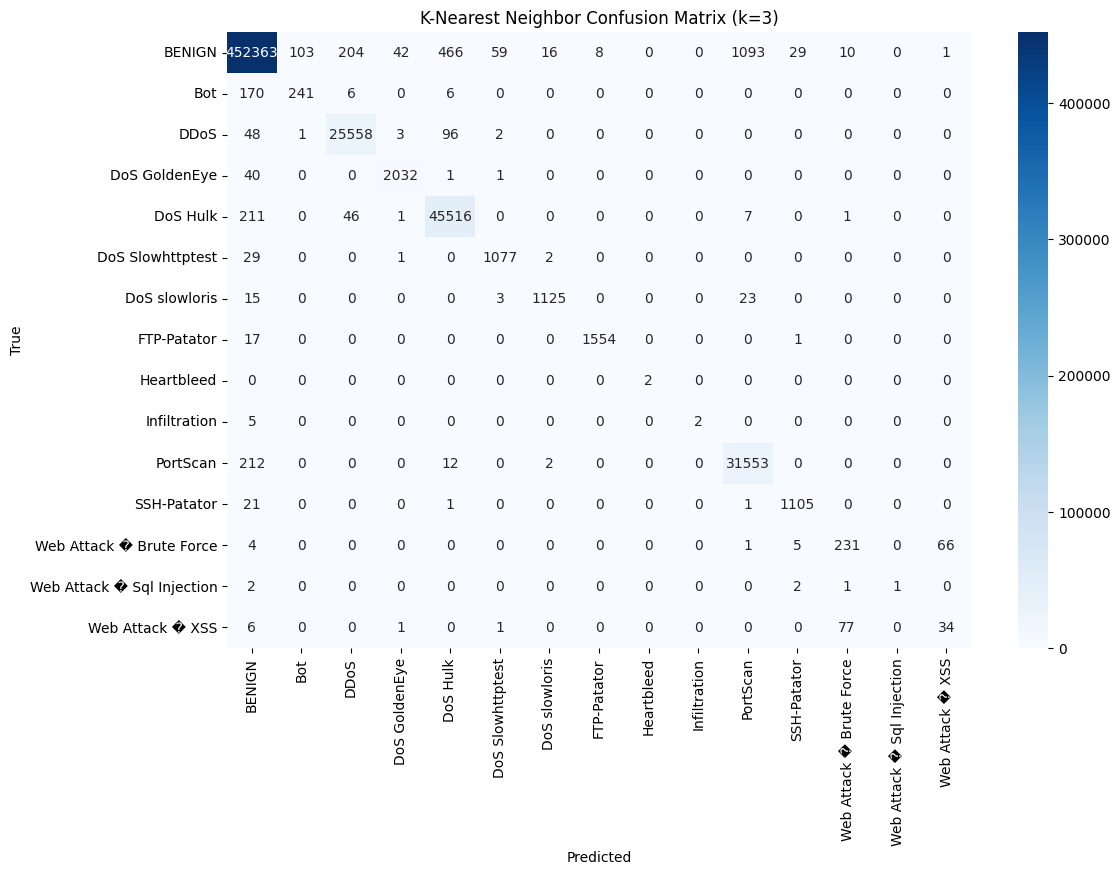 K-Nearest Neighbor Confusion Matrix (k=3)
BENIGN 452363 103 204 42 466 59 16 8 0 0 1093 29 10 0 1
Bot 170 241 6 0 6 0 0 0 0 0 0 0 0 0 0
DDoS 48 1 25558 3 96 2 0 0 0 0 0 0 0 0 0
DoS GoldenEye 40 0 0 2032 1 1 0 0 0 0 0 0 0 0 0
DoS Hulk 211 0 46 1 45516 0 0 0 0 0 7 0 1 0 0
DoS Slowhttptest 29 0 0 1 0 1077 2 0 0 0 0 0 0 0 0
DoS slowloris 15 0 0 0 0 3 1125 0 0 0 23 0 0 0 0
FTP-Patator 17 0 0 0 0 0 0 1554 0 0 0 1 0 0 0
Heartbleed 0 0 0 0 0 0 0 0 2 0 0 0 0 0 0
Infiltration 5 0 0 0 0 0 0 0 0 2 0 0 0 0 0
PortScan 212 0 0 0 12 0 2 0 0 0 31553 0 0 0 0
SSH-Patator 21 0 0 0 1 0 0 0 0 0 1 1105 0 0 0
Web Attack � Brute Force 4 0 0 0 0 0 0 0 0 0 1 5 231 0 66
Web Attack � Sql Injection 2 0 0 0 0 0 0 0 0 0 0 2 1 1 0
Web Attack � XSS 6 0 0 1 0 1 0 0 0 0 0 0 77 0 34
True
BENIGN
Bot
DDoS
DoS GoldenEye
DoS Hulk
DoS Slowhttptest
DoS slowloris
FTP-Patator
Heartbleed
Infiltration
PortScan
SSH-Patator
Web Attack � Brute Force
Web Attack � Sql Injection
Web Attack � XSS
Predicted
400000
300000
200000
100000
0